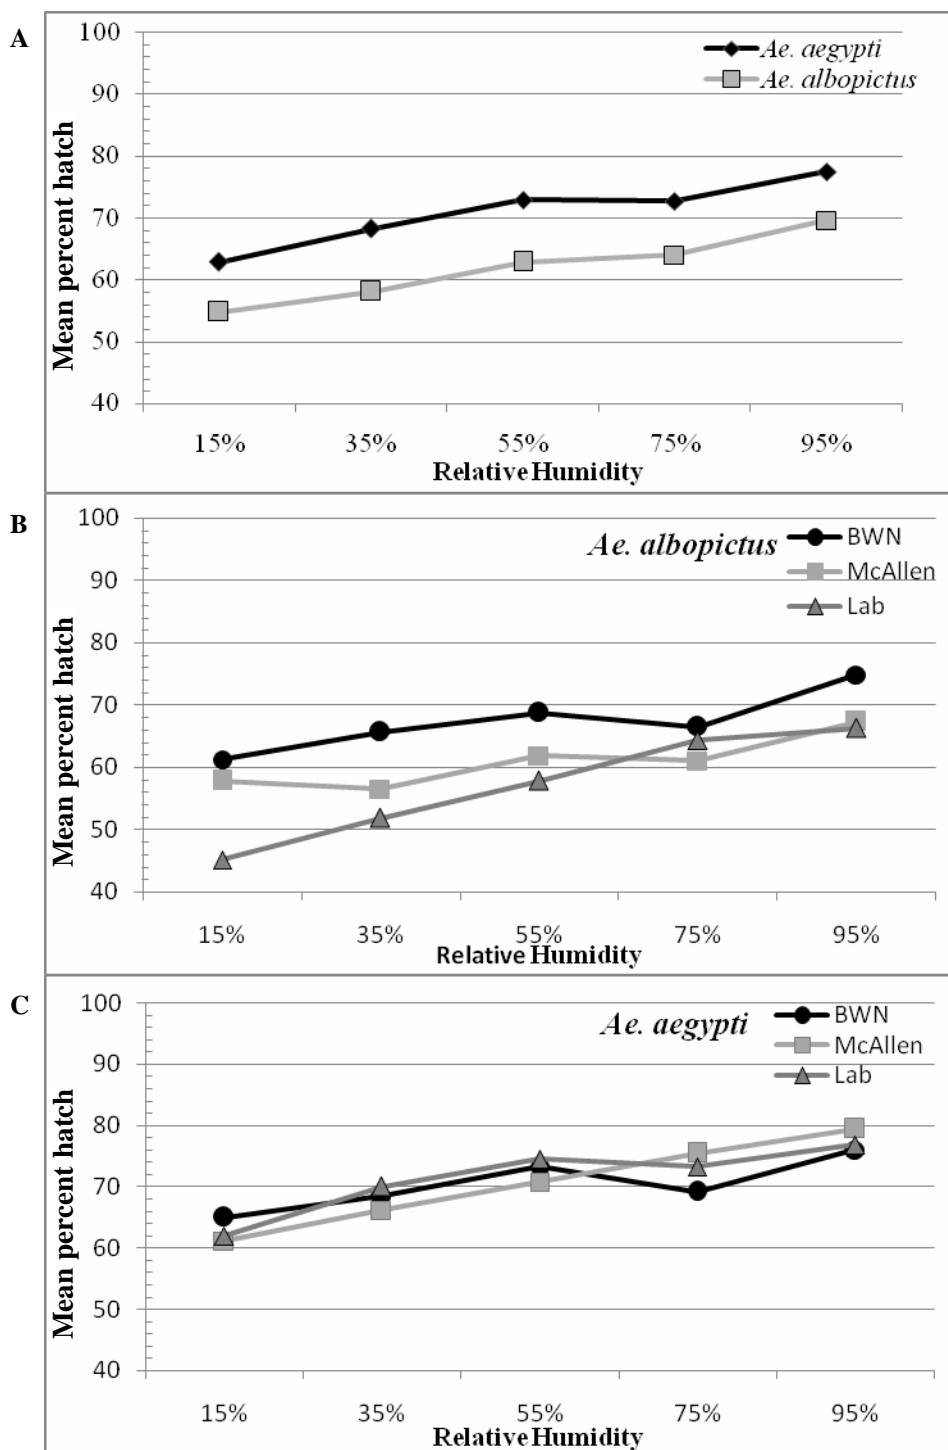 A
100
90
80
70
60
50
40
Mean percent hatch
Ae. aegypti
Ae. albopictus
15% 35% 55% 75% 95%
Relative Humidity
B
100
90
80
70
60
50
40
Mean percent hatch
Ae. albopictus
BWN
McAllen
Lab
15% 35% 55% 75% 95%
Relative Humidity
C
100
90
80
70
60
50
40
Mean percent hatch
Ae. aegypti
BWN
McAllen
Lab
15% 35% 55% 75% 95%
Relative Humidity